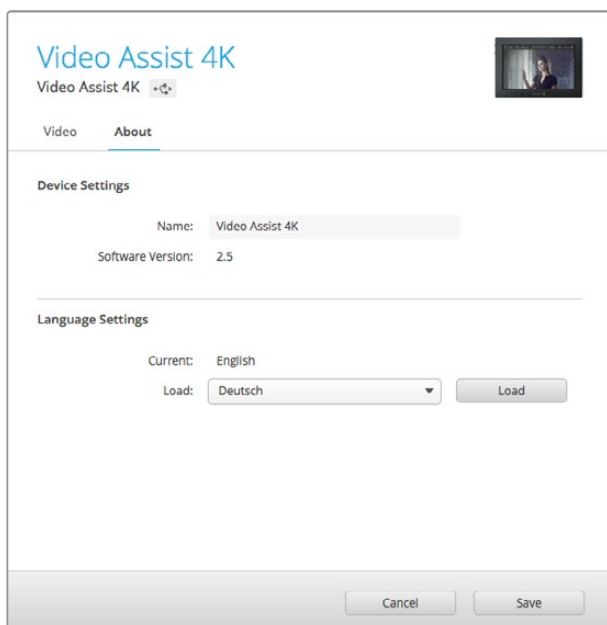 Video Assist 4K
Video Assist 4K
Video About
Device Settings
Name: Video Assist 4K
Software Version: 2.5
Language Settings
Current: English
Load: Deutsch Load
Cancel Save